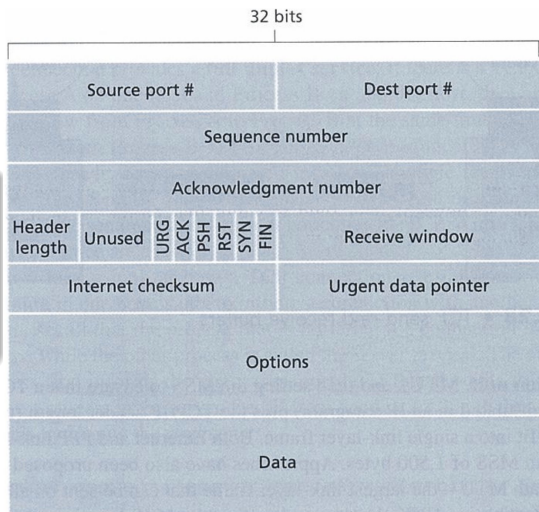 32 bits
Source port # Dest port #
Sequence number
Acknowledgment number
Header length Unused URG ACK PSH RST SYN FIN Receive window
Internet checksum Urgent data pointer
Options
Data